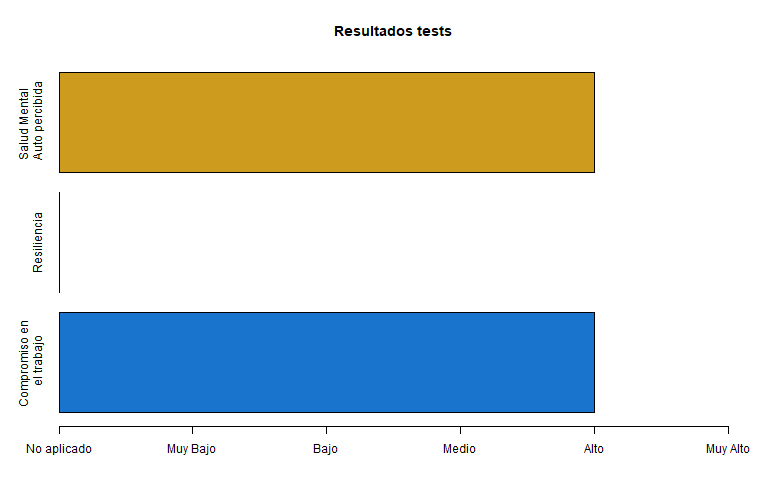 Resultados tests
Salud Mental
Auto percibida
Resiliencia
Compromiso en
el trabajo
No aplicado
Muy Bajo
Bajo
Medio
Alto
Muy Alto